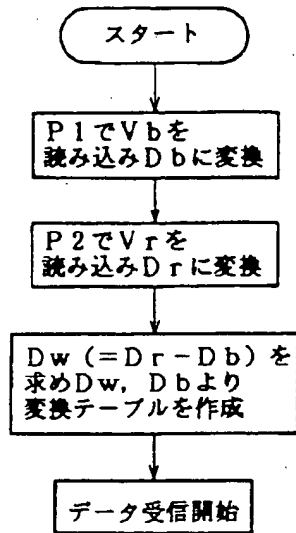 スタート
P1でVbを
読み込みDbに変換
P2でVrを
読み込みDrに変換
Dw(=Dr-Db)を
求めDw,Dbより
変換テーブルを作成
データ受信開始